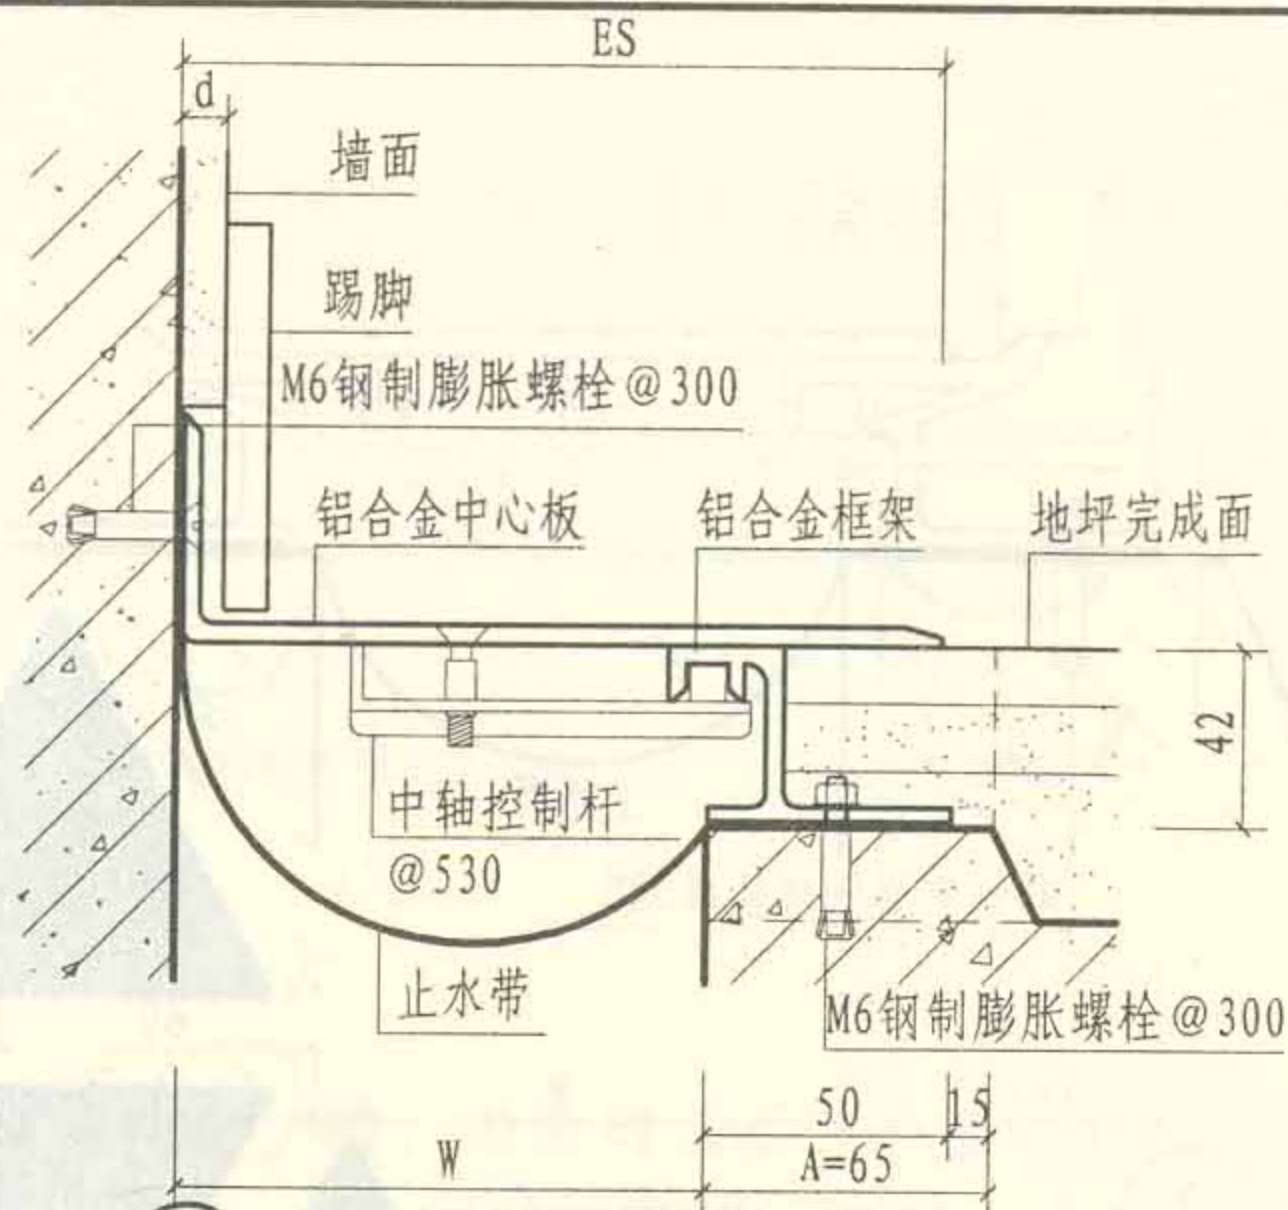 ES
d
墙面
踢脚
M6钢制膨胀螺栓@300
铝合金中心板
铝合金框架
地坪完成面
42
中轴控制杆
@530
止水带
M6钢制膨胀螺栓@300
50
15
W
A=65